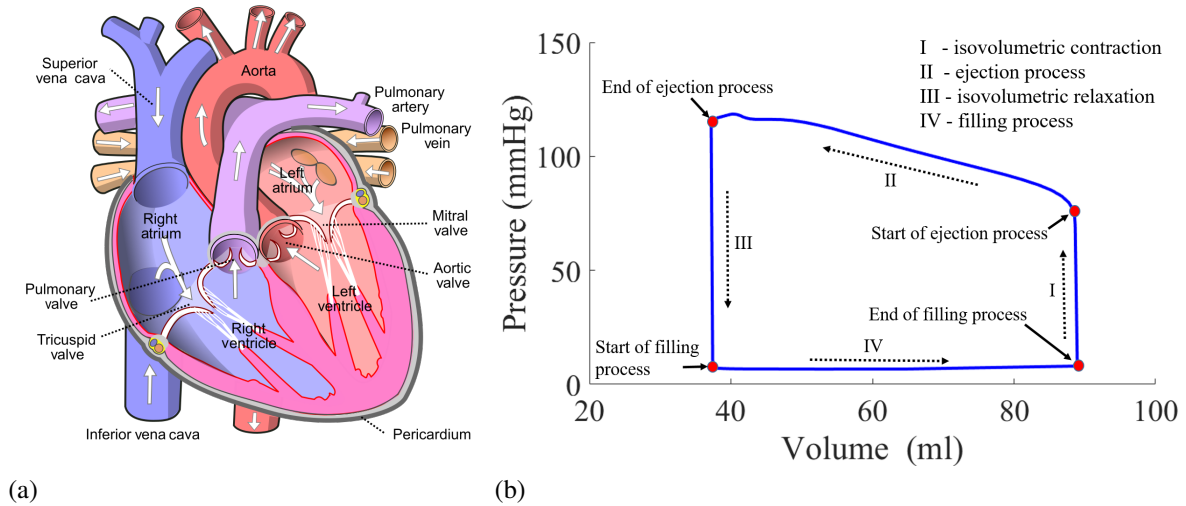 Superior
vena cava
Aorta
Pulmonary
artery
Pulmonary
vein
Left
atrium
Right
atrium
Mitral
valve
Aortic
valve
Pulmonary
valve
Tricuspid
valve
Left
ventricle
Right
ventricle
Inferior vena cava
Pericardium
(a)
150
100
50
0
Pressure (mmHg)
I - isovolumetric contraction
II - ejection process
III - isovolumetric relaxation
IV - filling process
End of ejection process
II
Start of ejection process
III
I
End of filling process
Start of filling
process
IV
20
40
60
80
100
Volume (ml)
(b)